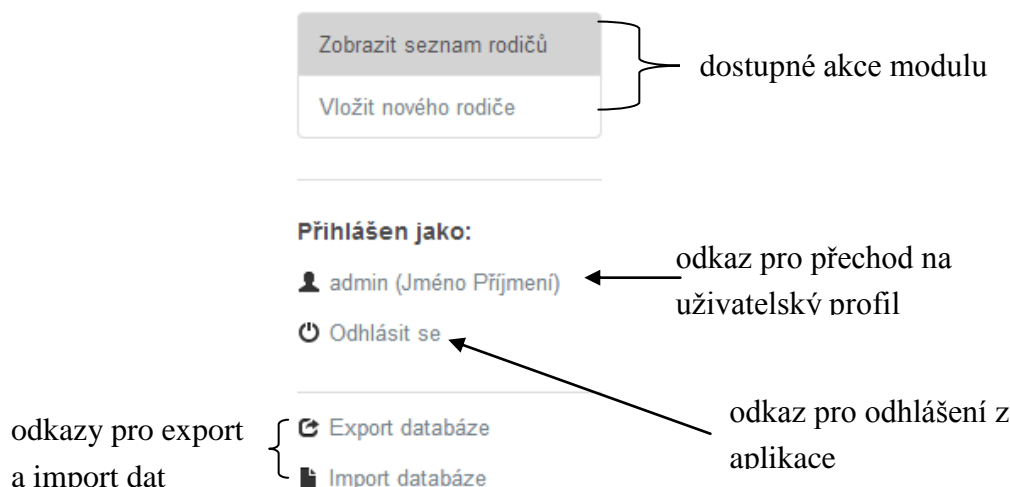 Zobrazit seznam rodičů
dostupné akce modulu
Vložit nového rodiče
Přihlášen jako:
admin (Jméno Příjmení)
odkaz pro přechod na
uživatelský profil
Odhlásit se
odkaz pro odhlášení z
aplikace
odkazy pro export
a import dat
Export databáze
Import databáze